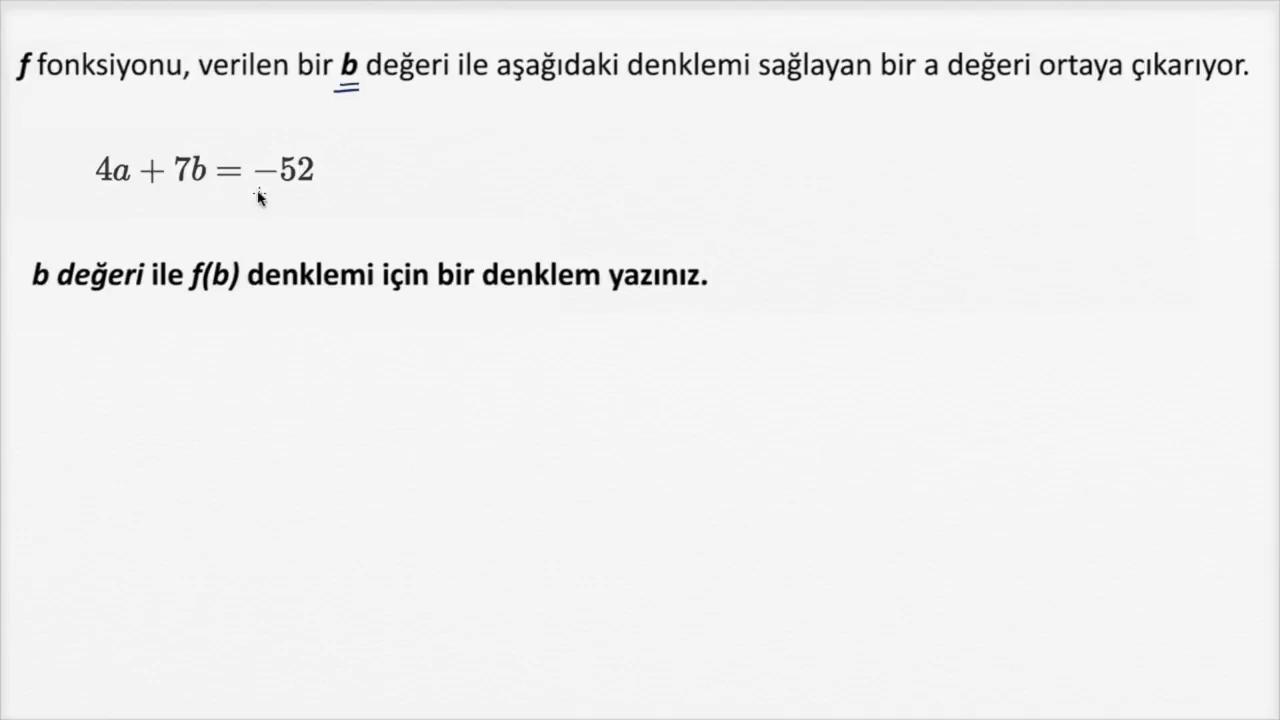 f fonksiyonu, verilen bir b değeri ile aşağıdaki denklemi sağlayan bir a değeri ortaya çıkarıyor.
4a + 7b = −52
b değeri ile f(b) denklemi için bir denklem yazınız.